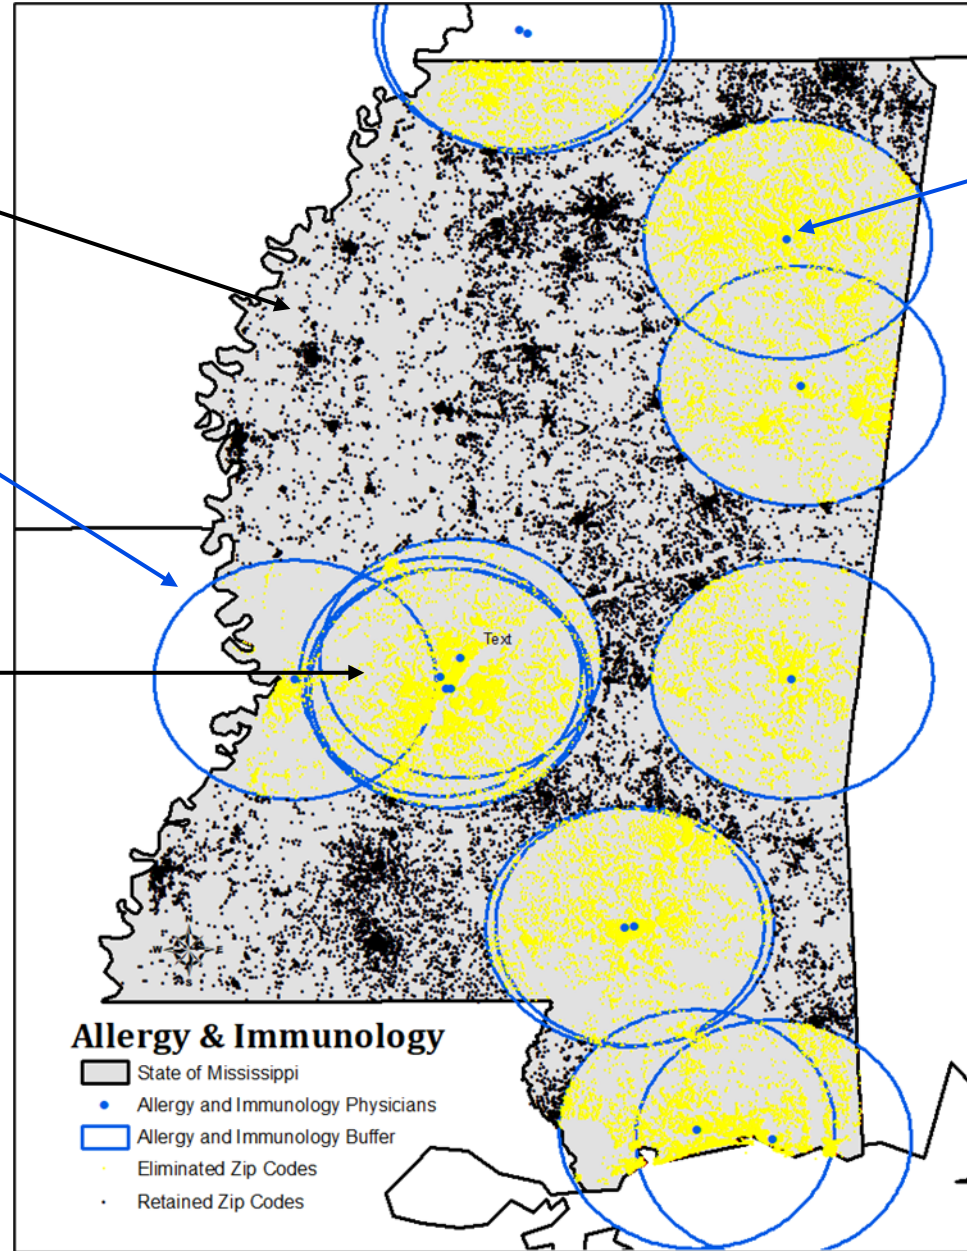 Text
W
E
S
Allergy & Immunology
State of Mississippi
Allergy and Immunology Physicians
Allergy and Immunology Buffer
Eliminated Zip Codes
Retained Zip Codes